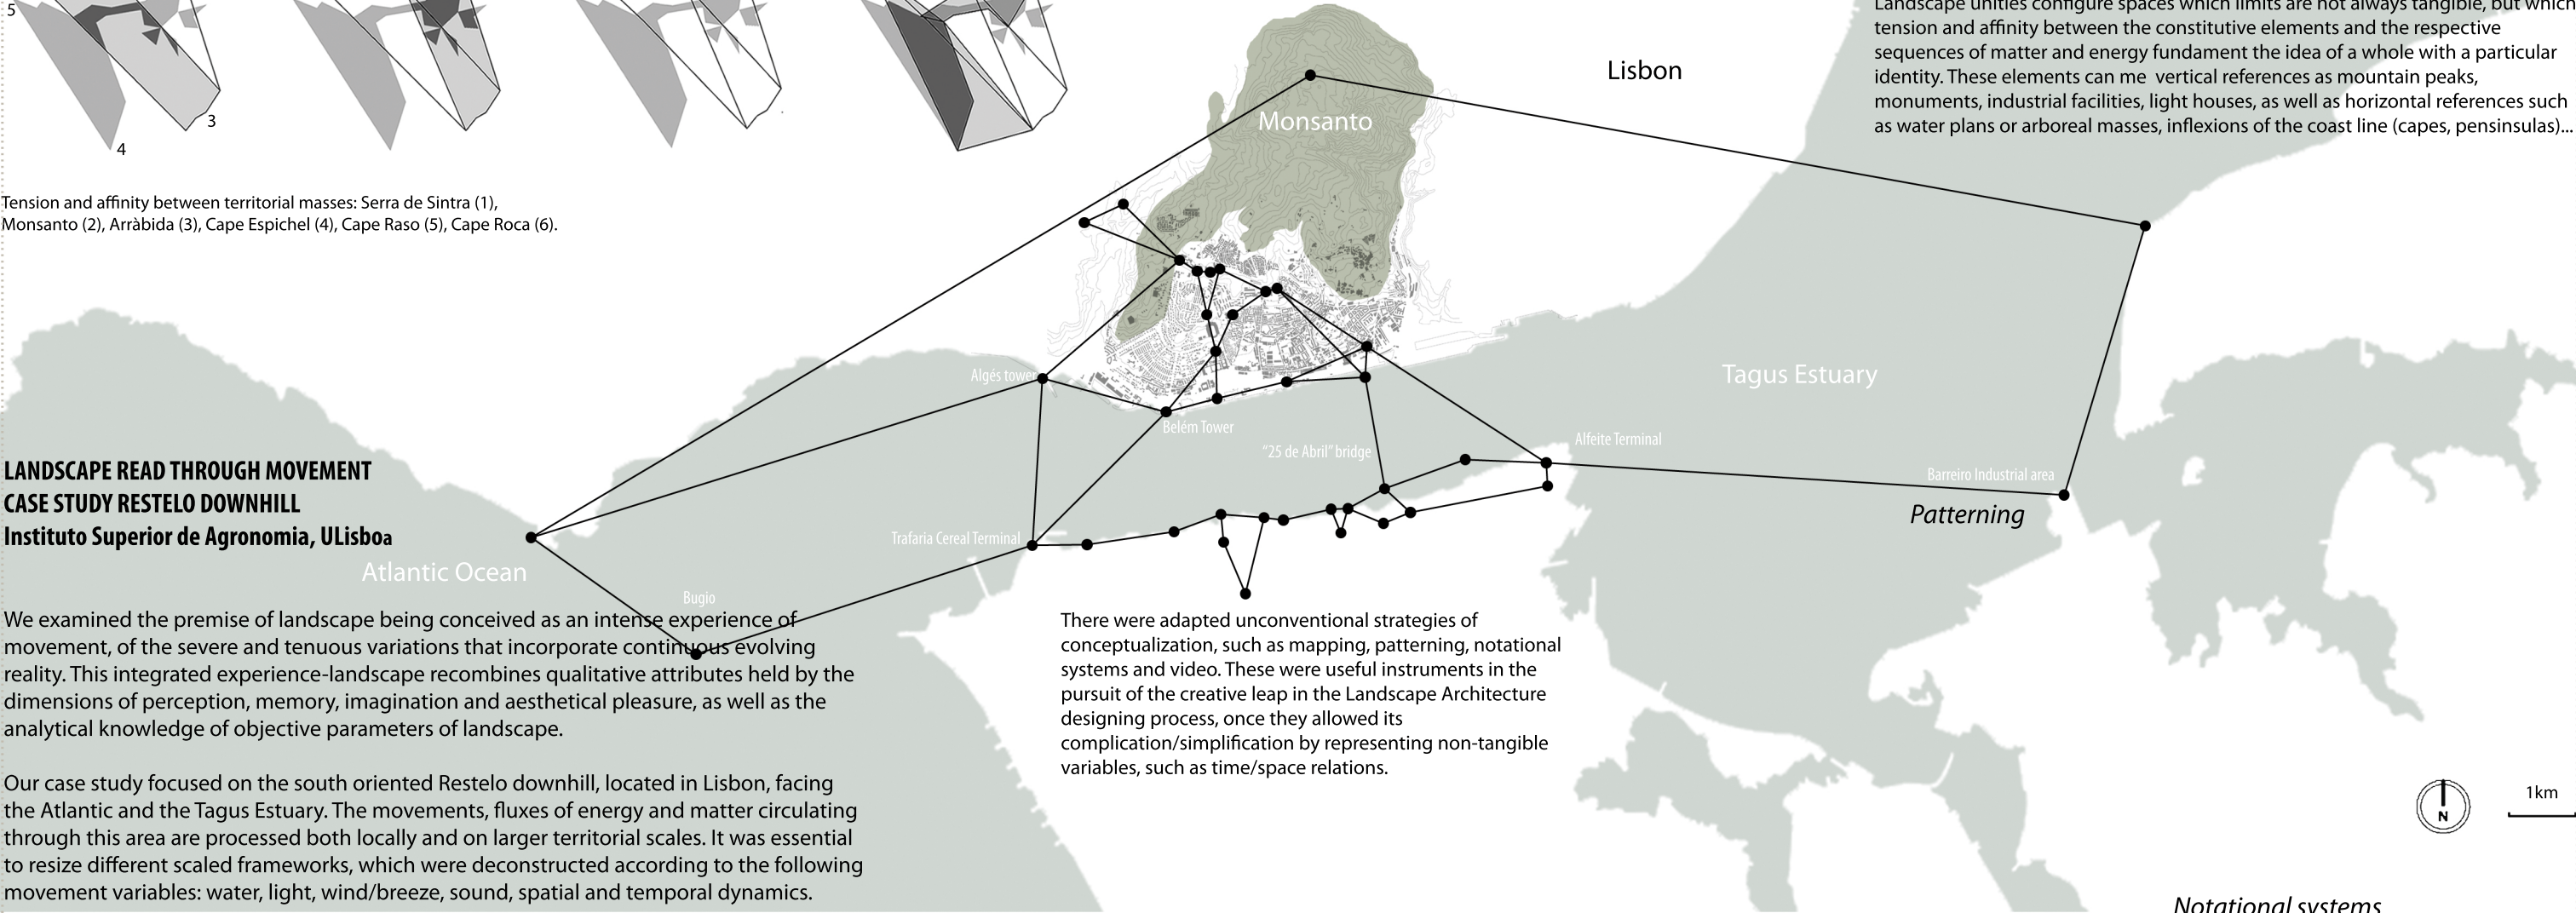 5
3
4
Tension and affinity between territorial masses: Serra de Sintra (1),
Monsanto (2), Arràbida (3), Cape Espichel (4), Cape Raso (5), Cape Roca (6).
Landscape unities configure spaces which limits are not always tangible, but which
tension and affinity between the constitutive elements and the respective
sequences of matter and energy fundament the idea of a whole with a particular
identity. These elements can me  vertical references as mountain peaks,
monuments, industrial facilities, light houses, as well as horizontal references such
as water plans or arboreal masses, inflexions of the coast line (capes, pensinsulas)...
Lisbon
Monsanto
Algés tower
Tagus Estuary
Belém Tower
"25 de Abril" bridge
Alfeite Terminal
Barreiro Industrial area
Patterning
Trafaria Cereal Terminal
LANDSCAPE READ THROUGH MOVEMENT
CASE STUDY RESTELO DOWNHILL
Instituto Superior de Agronomia, ULisboa
Atlantic Ocean
Bugio
We examined the premise of landscape being conceived as an intense experience of
movement, of the severe and tenuous variations that incorporate continuous evolving
reality. This integrated experience-landscape recombines qualitative attributes held by the
dimensions of perception, memory, imagination and aesthetical pleasure, as well as the
analytical knowledge of objective parameters of landscape.
Our case study focused on the south oriented Restelo downhill, located in Lisbon, facing
the Atlantic and the Tagus Estuary. The movements, fluxes of energy and matter circulating
through this area are processed both locally and on larger territorial scales. It was essential
to resize different scaled frameworks, which were deconstructed according to the following
movement variables: water, light, wind/breeze, sound, spatial and temporal dynamics.
There were adapted unconventional strategies of
conceptualization, such as mapping, patterning, notational
systems and video. These were useful instruments in the
pursuit of the creative leap in the Landscape Architecture
designing process, once they allowed its
complication/simplification by representing non-tangible
variables, such as time/space relations.
N
1km
Notational systems